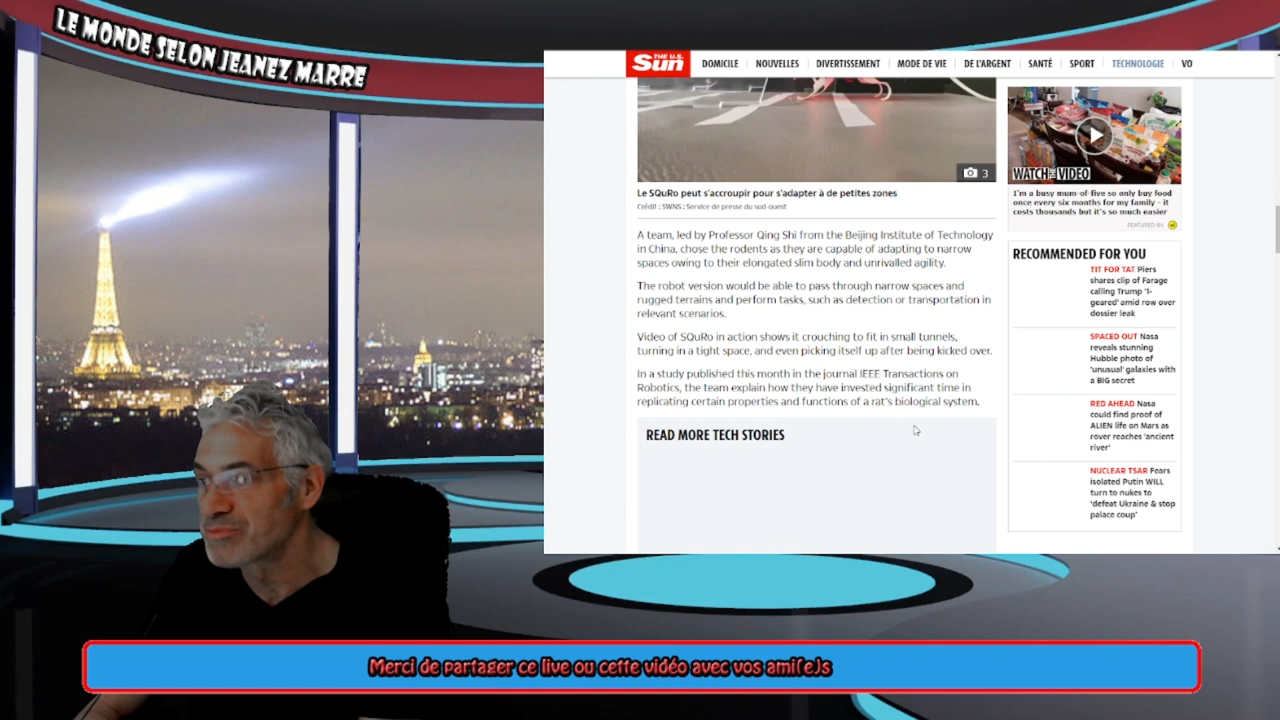 LE MONDE SELON JEANEZ MARRE
THE U.S. Sun
DOMICILE NOUVELLES DIVERTISSEMENT MODE DE VIE DE L'ARGENT SANTÉ SPORT TECHNOLOGIE VO
3
Le SQuRo peut s'accroupir pour s'adapter à de petites zones
Crédit : SWNS : Service de presse du sud-ouest
A team, led by Professor Qing Shi from the Beijing Institute of Technology
in China, chose the rodents as they are capable of adapting to narrow
spaces owing to their elongated slim body and unrivalled agility.
The robot version would be able to pass through narrow spaces and
rugged terrains and perform tasks, such as detection or transportation in
relevant scenarios.
Video of SQuRo in action shows it crouching to fit in small tunnels,
turning in a tight space, and even picking itself up after being kicked over.
In a study published this month in the journal IEEE Transactions on
Robotics, the team explain how they have invested significant time in
replicating certain properties and functions of a rat's biological system.
READ MORE TECH STORIES
WATCH THE VIDEO
I'm a busy mum-of-five so only buy food
once every six months for my family - it
costs thousands but it's so much easier
FEATURED BY
RECOMMENDED FOR YOU
TIT FOR TAT Piers
shares clip of Farage
calling Trump 'l-
geared' amid row over
dossier leak
SPACED OUT Nasa
reveals stunning
Hubble photo of
'unusual' galaxies with
a BIG secret
RED AHEAD Nasa
could find proof of
ALIEN life on Mars as
rover reaches 'ancient
river'
NUCLEAR TSAR Fears
isolated Putin WILL
turn to nukes to
'defeat Ukraine & stop
palace coup'
Merci de partager ce live ou cette vidéo avec vos ami(e)s